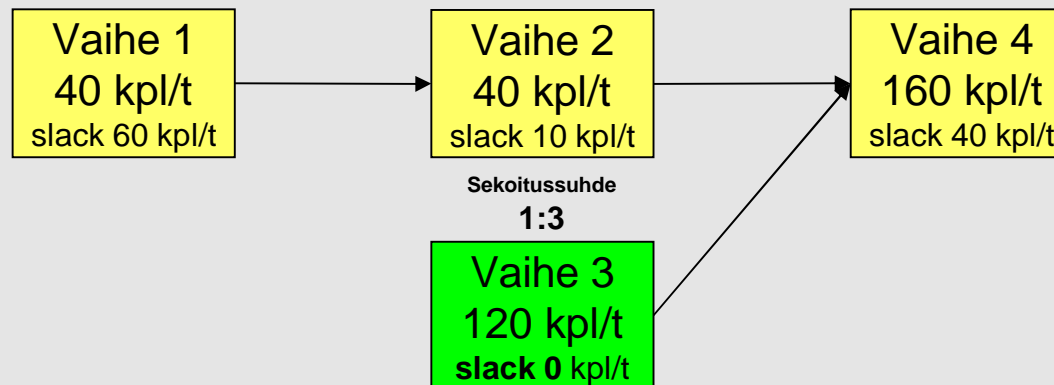 Vaihe 1
40 kpl/t
slack 60 kpl/t
Vaihe 2
40 kpl/t
slack 10 kpl/t
Vaihe 4
160 kpl/t
slack 40 kpl/t
Sekoitussuhde
1:3
Vaihe 3
120 kpl/t
slack 0 kpl/t